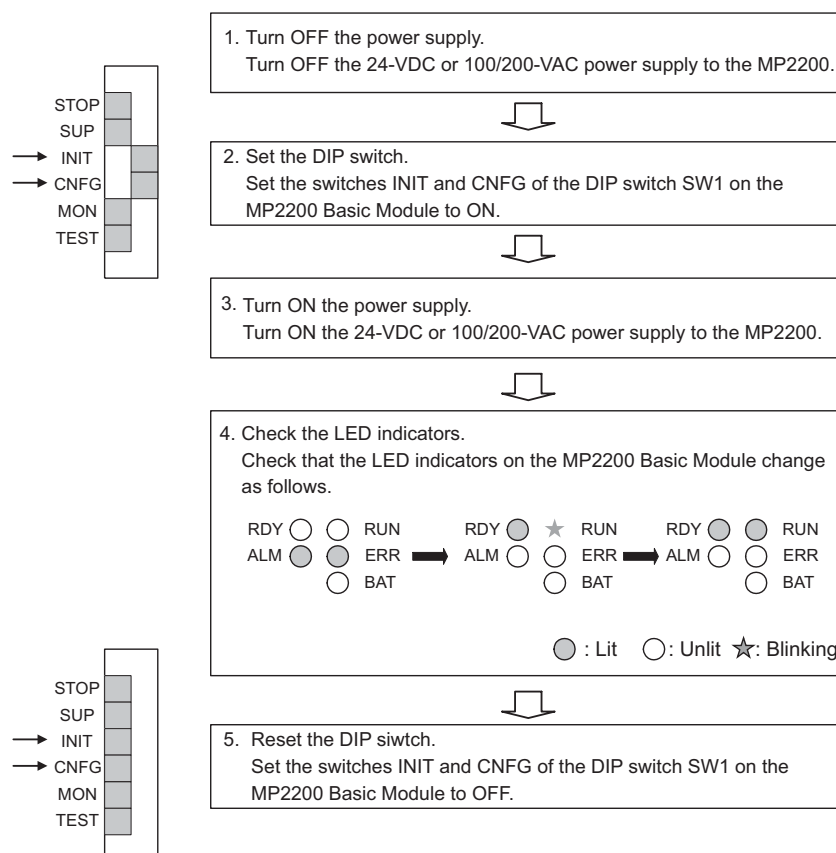 1. Turn OFF the power supply.
Turn OFF the 24-VDC or 100/200-VAC power supply to the MP2200.
STOP
SUP
INIT
CNFG
MON
TEST
2. Set the DIP switch.
Set the switches INIT and CNFG of the DIP switch SW1 on the
MP2200 Basic Module to ON.
3. Turn ON the power supply.
Turn ON the 24-VDC or 100/200-VAC power supply to the MP2200.
4. Check the LED indicators.
Check that the LED indicators on the MP2200 Basic Module change
as follows.
RDY RUN RDY RUN RDY RUN
ALM ERR ALM ERR ALM ERR
BAT BAT BAT
: Lit : Unlit : Blinking
STOP
SUP
INIT
CNFG
MON
TEST
5. Reset the DIP siwtch.
Set the switches INIT and CNFG of the DIP switch SW1 on the
MP2200 Basic Module to OFF.